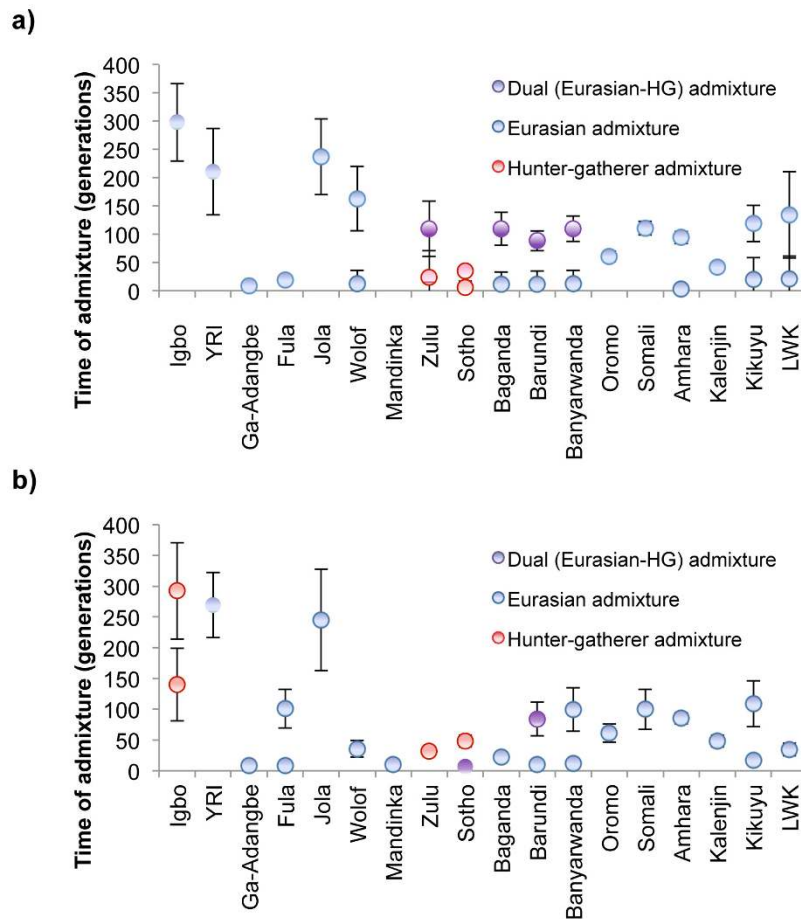 a)
Time of admixture (generations)
400
350
300
250
200
150
100
50
0
Dual (Eurasian-HG) admixture
Eurasian admixture
Hunter-gatherer admixture
Igbo
YRI
Ga-Adangbe
Fula
Jola
Wolof
Mandinka
Zulu
Sotho
Baganda
Barundi
Banyarwanda
Oromo
Somali
Amhara
Kalenjin
Kikuyu
LWK
b)
Time of admixture (generations)
400
350
300
250
200
150
100
50
0
Dual (Eurasian-HG) admixture
Eurasian admixture
Hunter-gatherer admixture
Igbo
YRI
Ga-Adangbe
Fula
Jola
Wolof
Mandinka
Zulu
Sotho
Baganda
Barundi
Banyarwanda
Oromo
Somali
Amhara
Kalenjin
Kikuyu
LWK